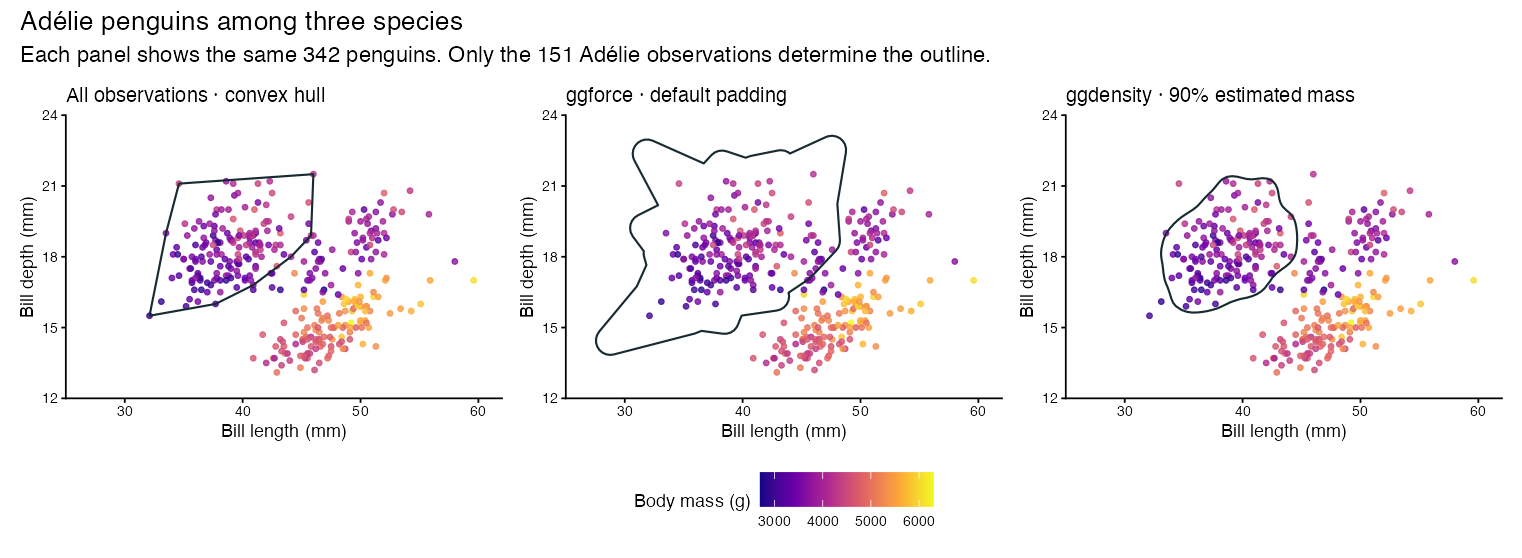 Adélie penguins among three species
Each panel shows the same 342 penguins. Only the 151 Adélie observations determine the outline.
All observations · convex hull
24
21
18
15
12
Bill depth (mm)
30 40 50 60
Bill length (mm)
ggforce · default padding
24
21
18
15
12
Bill depth (mm)
30 40 50 60
Bill length (mm)
ggdensity · 90% estimated mass
24
21
18
15
12
Bill depth (mm)
30 40 50 60
Bill length (mm)
Body mass (g)
3000 4000 5000 6000